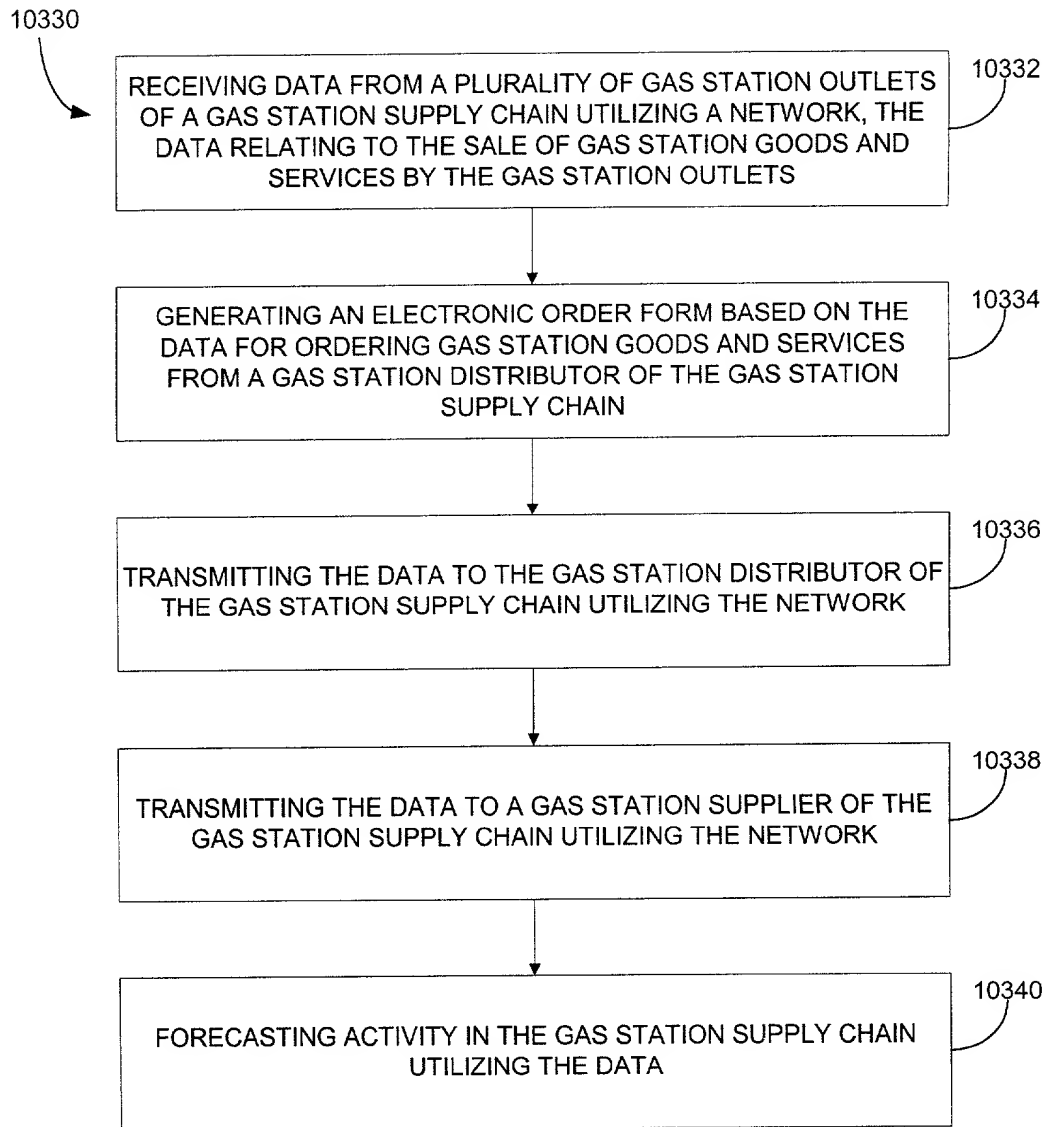 10330
RECEIVING DATA FROM A PLURALITY OF GAS STATION OUTLETS
OF A GAS STATION SUPPLY CHAIN UTILIZING A NETWORK, THE
DATA RELATING TO THE SALE OF GAS STATION GOODS AND
SERVICES BY THE GAS STATION OUTLETS
10332
GENERATING AN ELECTRONIC ORDER FORM BASED ON THE
DATA FOR ORDERING GAS STATION GOODS AND SERVICES
FROM A GAS STATION DISTRIBUTOR OF THE GAS STATION
SUPPLY CHAIN
10334
TRANSMITTING THE DATA TO THE GAS STATION DISTRIBUTOR OF
THE GAS STATION SUPPLY CHAIN UTILIZING THE NETWORK
10336
TRANSMITTING THE DATA TO A GAS STATION SUPPLIER OF THE
GAS STATION SUPPLY CHAIN UTILIZING THE NETWORK
10338
FORECASTING ACTIVITY IN THE GAS STATION SUPPLY CHAIN
UTILIZING THE DATA
10340